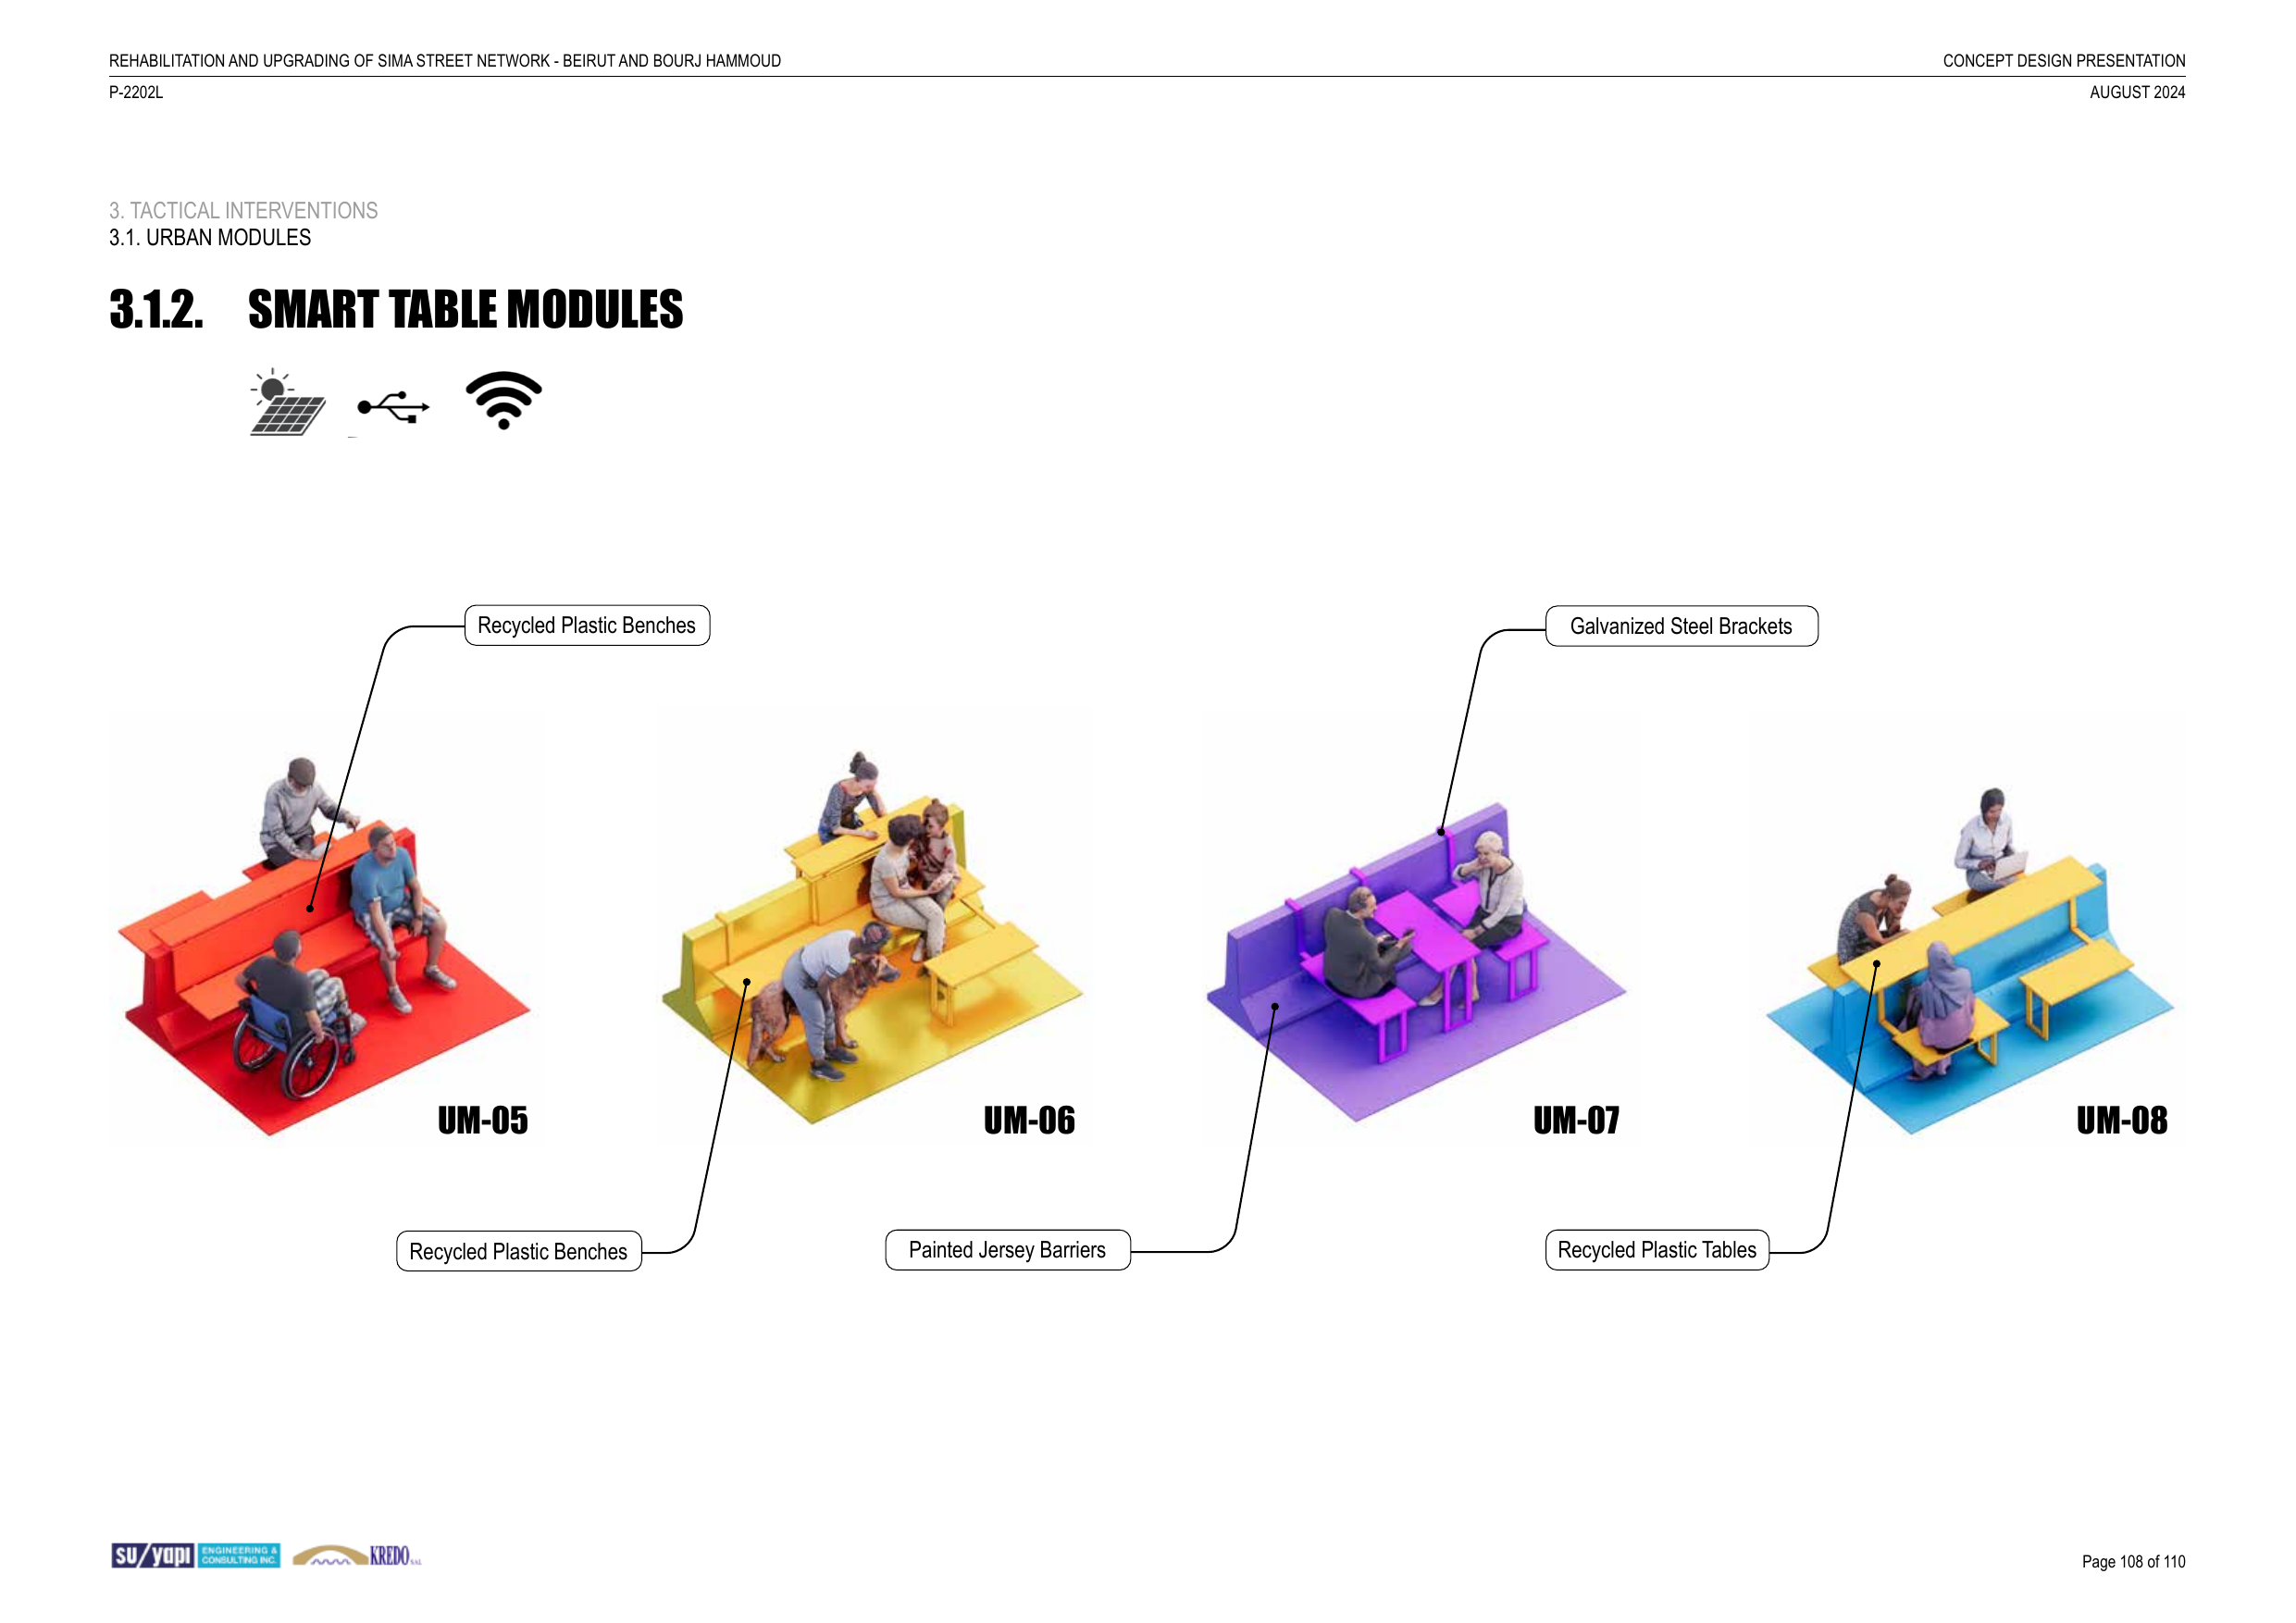 REHABILITATION AND UPGRADING OF SIMA STREET NETWORK - BEIRUT AND BOURJ HAMMOUD
CONCEPT DESIGN PRESENTATION
P-2202L
AUGUST 2024
3. TACTICAL INTERVENTIONS
3.1. URBAN MODULES
3.1.2. SMART TABLE MODULES
Recycled Plastic Benches
Galvanized Steel Brackets
UM-05
UM-06
UM-07
UM-08
Recycled Plastic Benches
Painted Jersey Barriers
Recycled Plastic Tables
su/yapı ENGINEERING &
CONSULTING INC.
KREDO SAL
Page 108 of 110